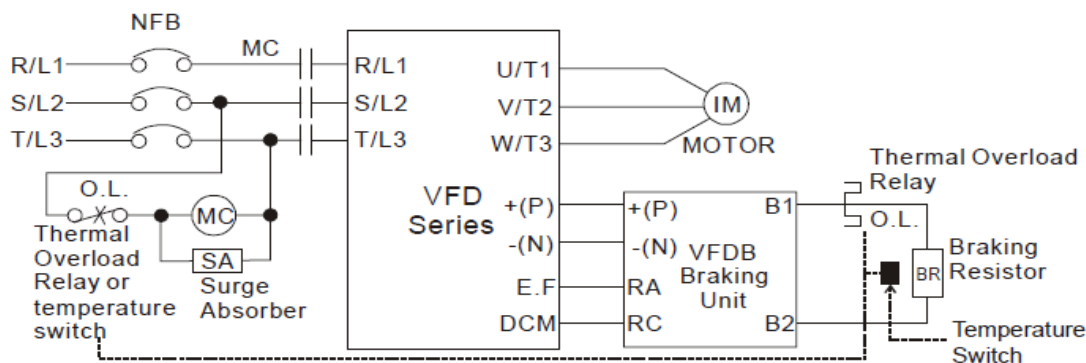 NFB
MC
R/L1
S/L2
T/L3
R/L1
S/L2
T/L3
U/T1
V/T2
W/T3
IM
MOTOR
O.L.
MC
SA
Thermal
Overload
Relay or
temperature
switch
Surge
Absorber
VFD
Series
+(P)
-(N)
E.F
DCM
+(P)
-(N)
RA
RC
VFDB
Braking
Unit
B1
B2
Thermal Overload
Relay
O.L.
BR
Braking
Resistor
Temperature
Switch